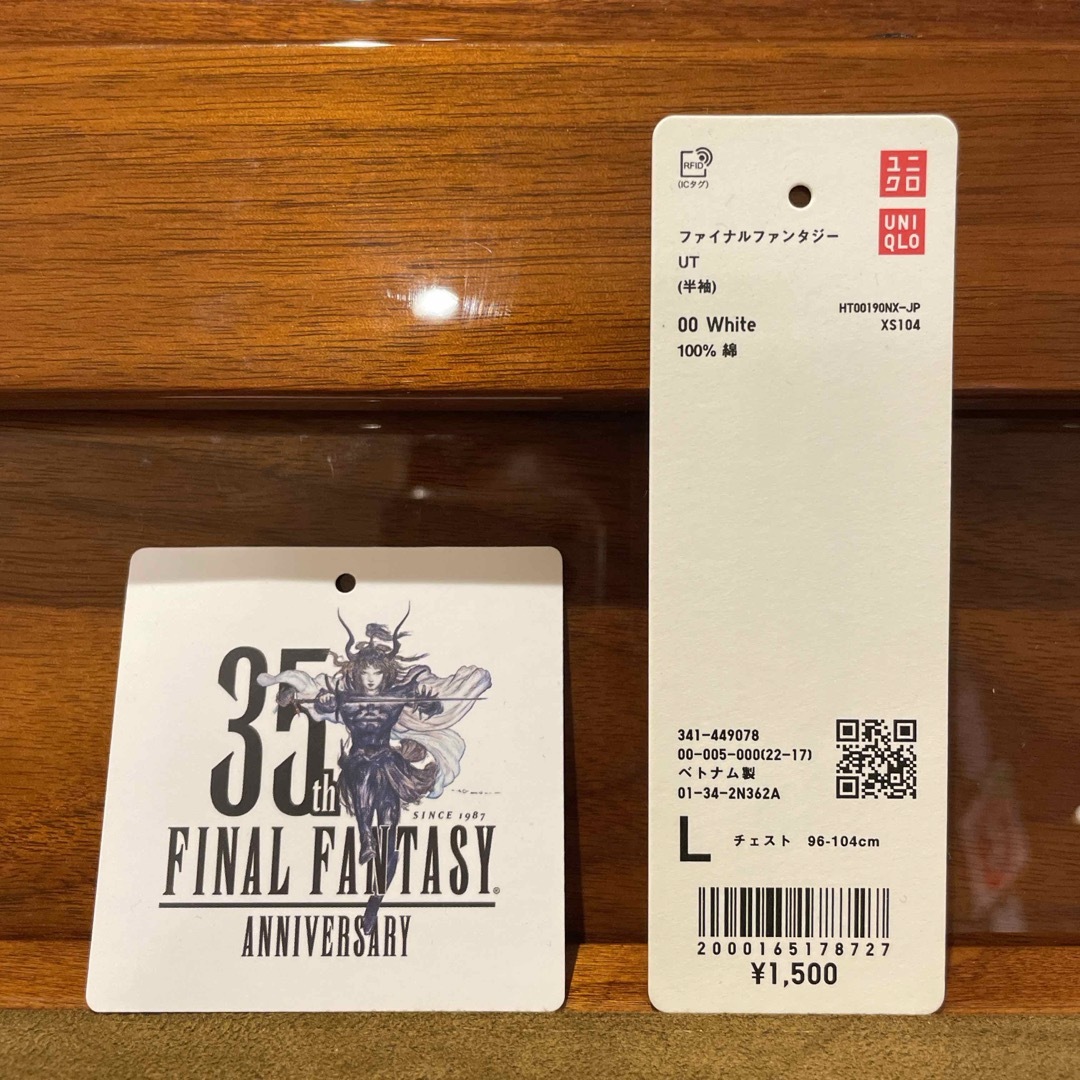 35th
SINCE 1987
FINAL FANTASY®
ANNIVERSARY
RFID
(ICタグ)
ユニ
クロ
UNI
QLO
ファイナルファンタジー
UT
(半袖)
HT00190NX-JP
00 White
XS104
100% 綿
341-449078
00-005-000(22-17)
ベトナム製
01-34-2N362A
L チェスト 96-104cm
2000165178727
¥1,500